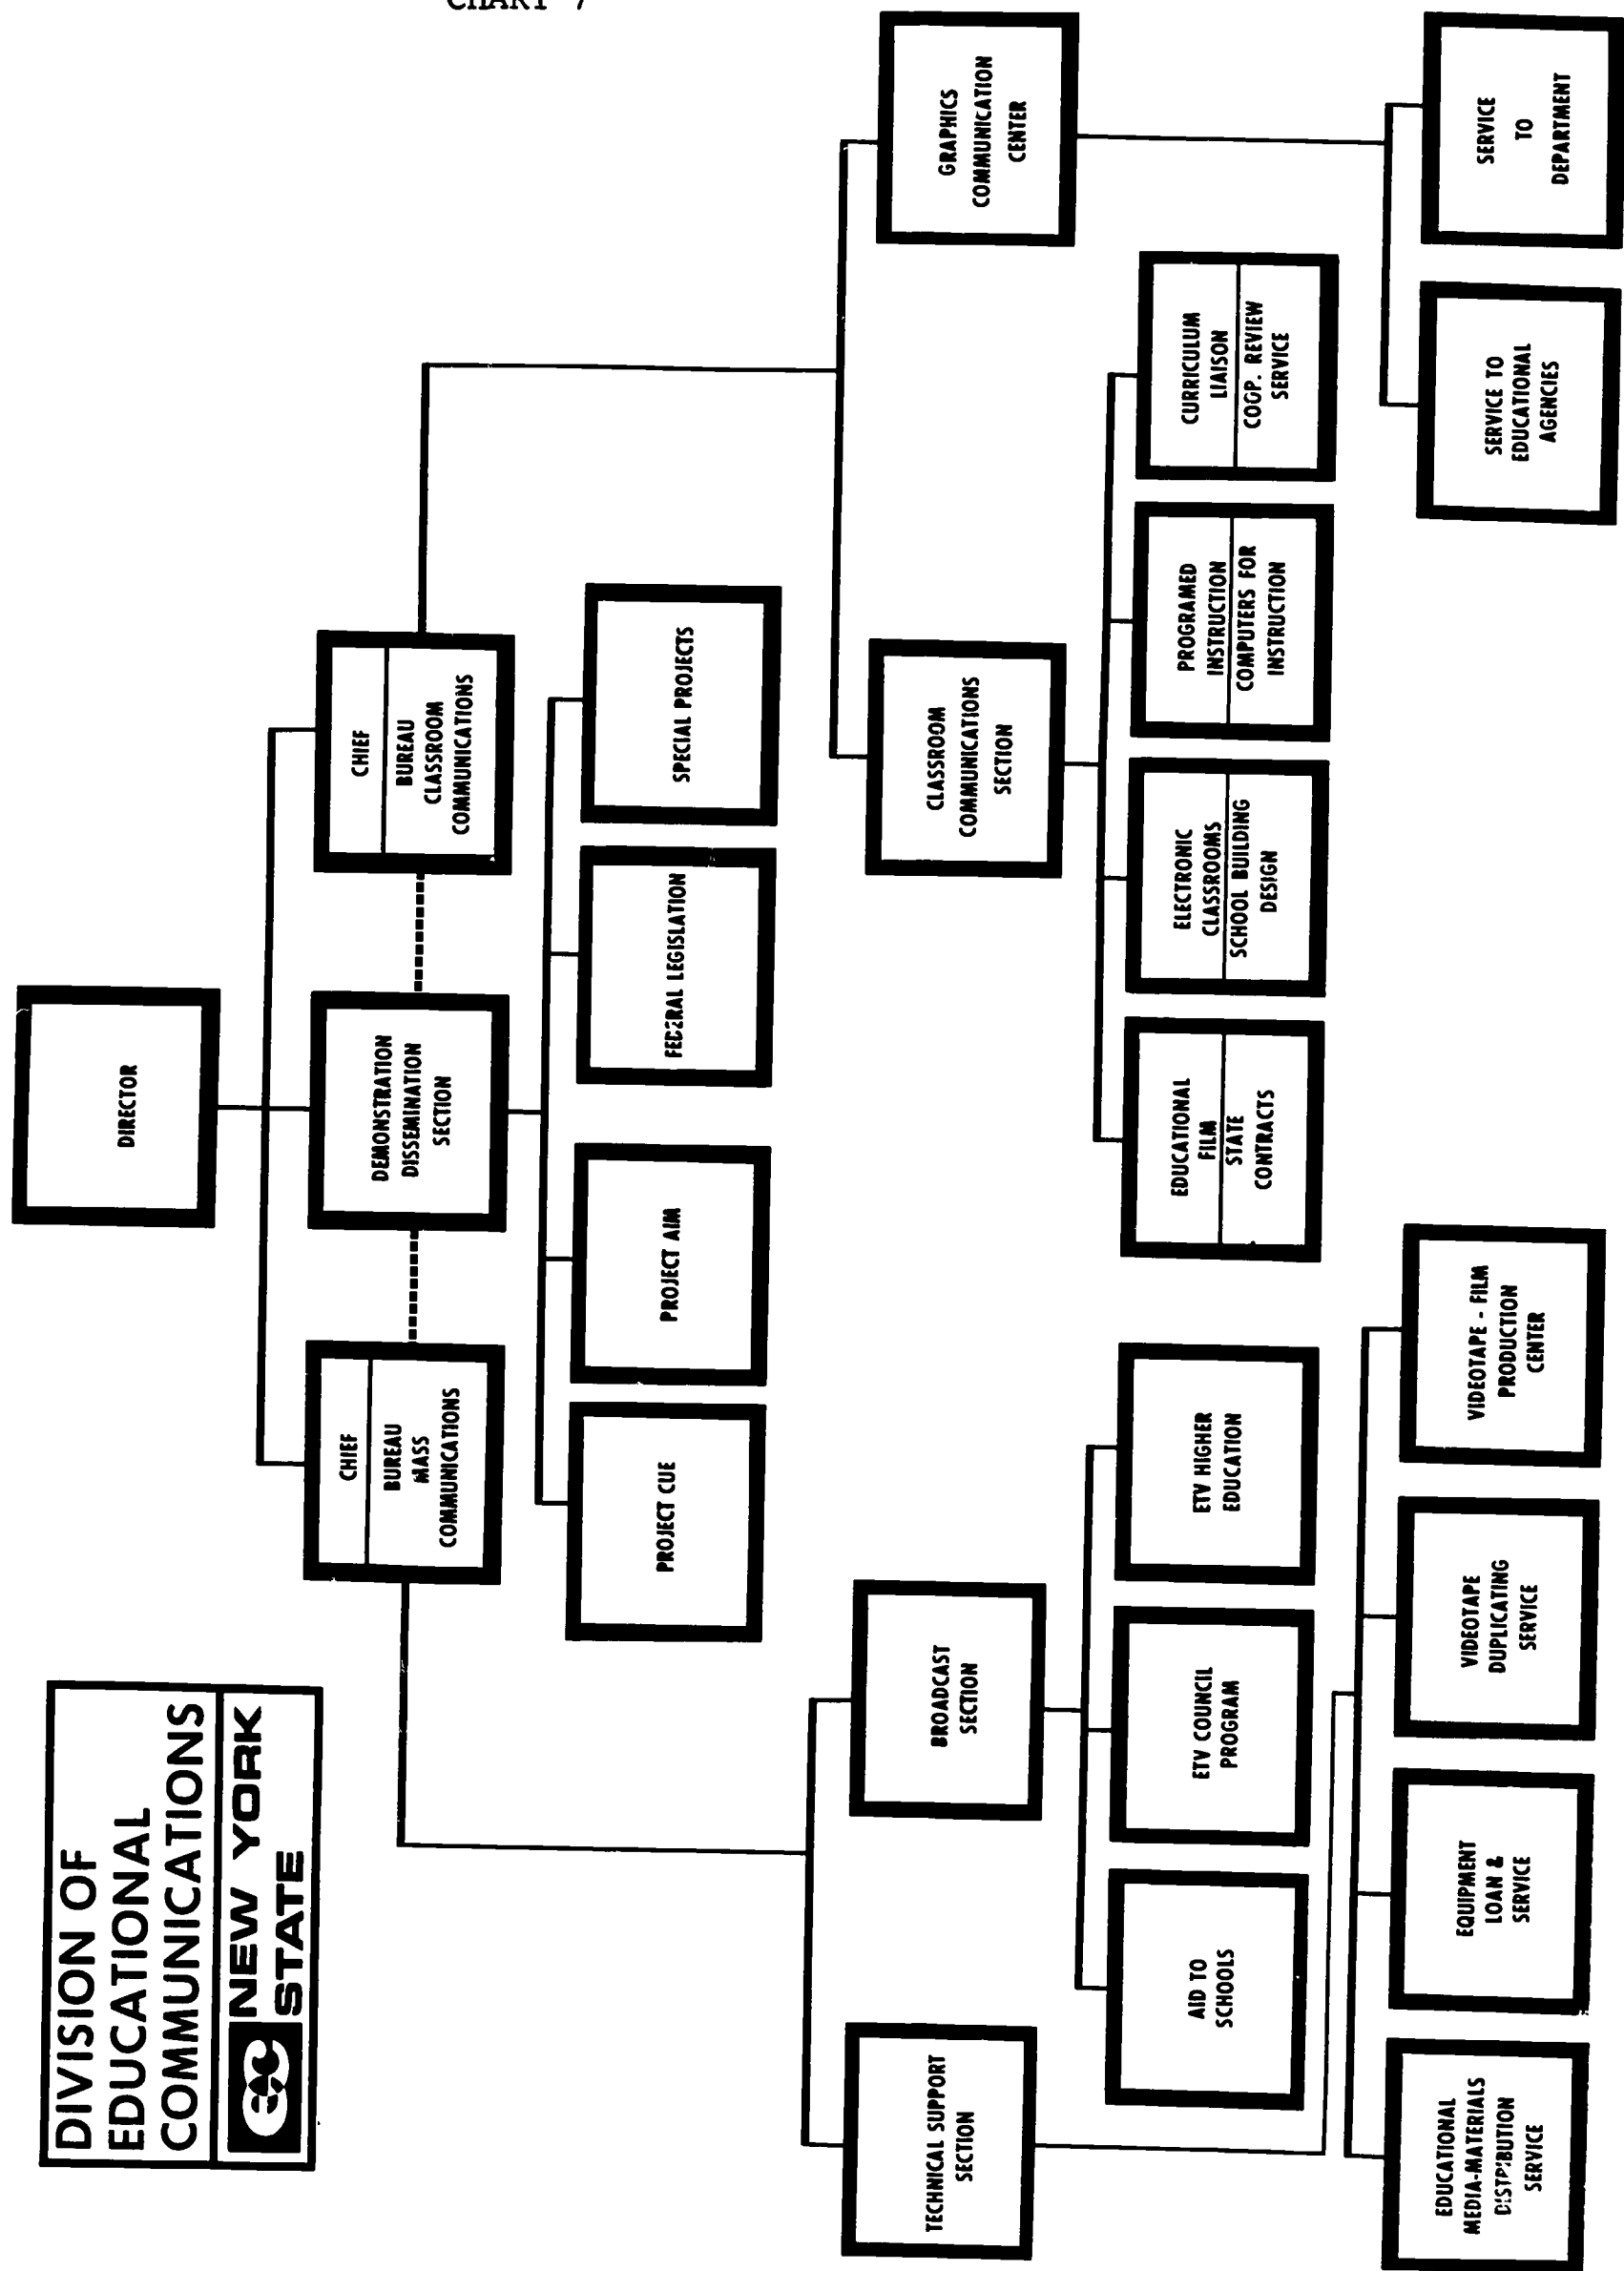 CHART 7
DIVISION OF
EDUCATIONAL
COMMUNICATIONS
NEW YORK
STATE
DIRECTOR
CHIEF
BUREAU
MASS
COMMUNICATIONS
DEMONSTRATION
DISSEMINATION
SECTION
CHIEF
BUREAU
CLASSROOM
COMMUNICATIONS
PROJECT CUE
PROJECT AIM
FEDERAL LEGISLATION
SPECIAL PROJECTS
TECHNICAL SUPPORT
SECTION
BROADCAST
SECTION
CLASSROOM
COMMUNICATIONS
SECTION
GRAPHICS
COMMUNICATION
CENTER
AID TO
SCHOOLS
ETV COUNCIL
PROGRAM
ETV HIGHER
EDUCATION
EDUCATIONAL
FILM
STATE
CONTRACTS
ELECTRONIC
CLASSROOMS
SCHOOL BUILDING
DESIGN
PROGRAMED
INSTRUCTION
COMPUTERS FOR
INSTRUCTION
CURRICULUM
LIAISON
COOP. REVIEW
SERVICE
EDUCATIONAL
MEDIA-MATERIALS
DISTRIBUTION
SERVICE
EQUIPMENT
LOAN &
SERVICE
VIDEOTAPE
DUPLICATING
SERVICE
VIDEOTAPE - FILM
PRODUCTION
CENTER
SERVICE TO
EDUCATIONAL
AGENCIES
SERVICE
TO
DEPARTMENT